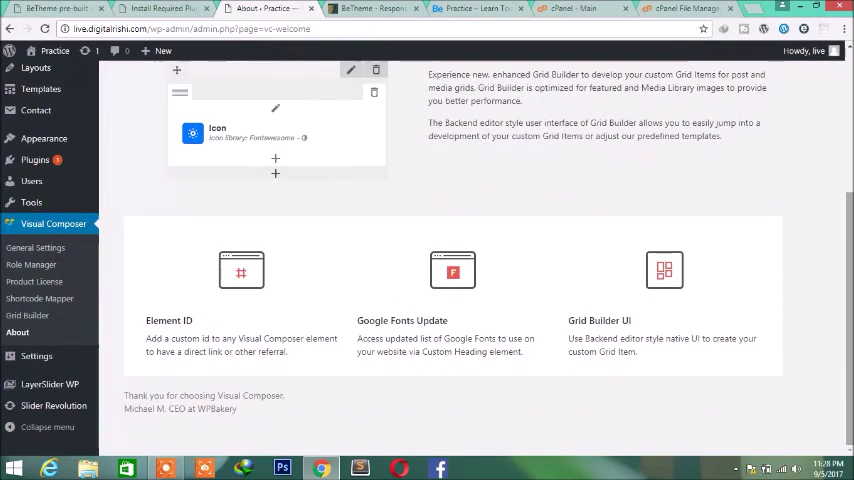 BeTheme pre-built
Install Required Plug
About ‹ Practice —
BeTheme - Respons
Practice – Learn Too
cPanel - Main
cPanel File Manage
live.digitalrishi.com/wp-admin/admin.php?page=vc-welcome
Practice
1
0
New
Howdy, live
Layouts
Templates
Contact
Appearance
Plugins 1
Users
Tools
Visual Composer
General Settings
Role Manager
Product License
Shortcode Mapper
Grid Builder
About
Settings
LayerSlider WP
Slider Revolution
Collapse menu
Icon
Icon library: Fontawesome -
Experience new, enhanced Grid Builder to develop your custom Grid Items for post and
media grids. Grid Builder is optimized for featured and Media Library images to provide
you better performance.
The Backend editor style user interface of Grid Builder allows you to easily jump into a
development of your custom Grid Items or adjust our predefined templates.
Element ID
Add a custom id to any Visual Composer element
to have a direct link or other referral.
F
Google Fonts Update
Access updated list of Google Fonts to use on
your website via Custom Heading element.
Grid Builder UI
Use Backend editor style native UI to create your
custom Grid Item.
Thank you for choosing Visual Composer.
Michael M. CEO at WPBakery
Ps
11:28 PM
9/5/2017